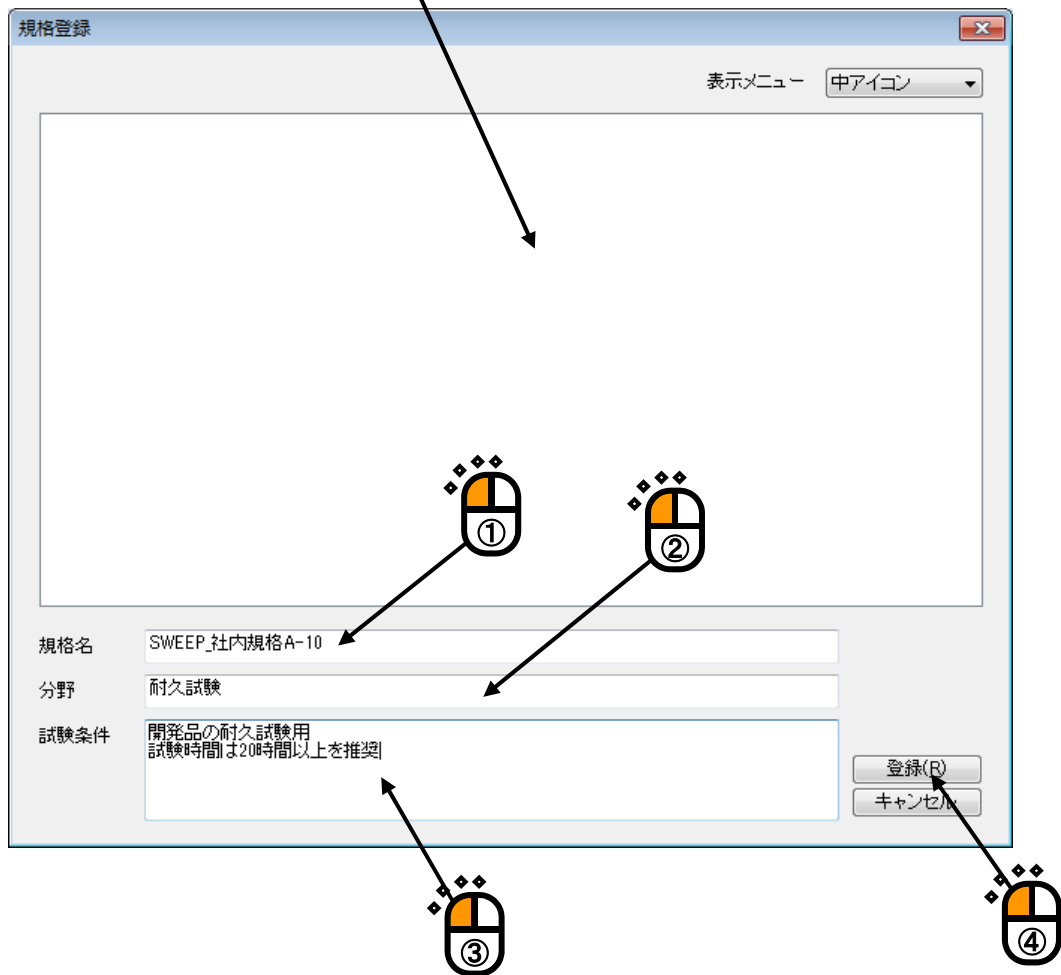 規格登録
表示メニュー 中アイコン
①
②
規格名 SWEEP_社内規格A-10
分野 耐久試験
試験条件 開発品の耐久試験用
試験時間は20時間以上を推奨
登録(R)
キャンセル
③
④